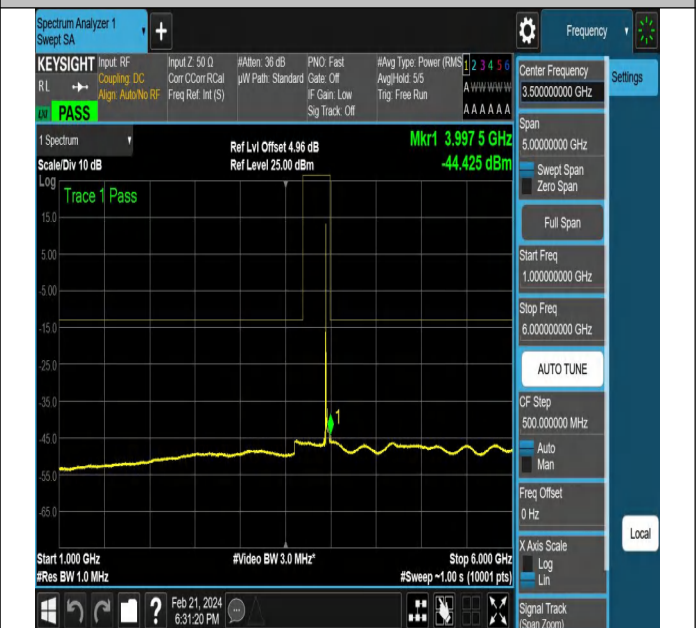 Spectrum Analyzer 1
Swept SA
+
Frequency
KEYSIGHT
RL
PASS
Input: RF
Coupling: DC
Align: Auto/No RF
Input Z: 50 Ω
Corr CCorr RCal
Freq Ref: Int (S)
#Atten: 36 dB
µW Path: Standard
PNO: Fast
Gate: Off
IF Gain: Low
Sig Track: Off
#Avg Type: Power (RMS
Avg|Hold: 5/5
Trig: Free Run
1 2 3 4 5 6
A W W W W W
A A A A A A
1 Spectrum
Scale/Div 10 dB
Ref Lvl Offset 4.96 dB
Ref Level 25.00 dBm
Mkr1 3.997 5 GHz
-44.425 dBm
Log
Trace 1 Pass
15.0
5.00
-5.00
-15.0
-25.0
-35.0
-45.0
-55.0
-65.0
1
Start 1.000 GHz
#Res BW 1.0 MHz
#Video BW 3.0 MHz*
Stop 6.000 GHz
#Sweep ~1.00 s (10001 pts)
Center Frequency
3.500000000 GHz
Settings
Span
5.00000000 GHz
Swept Span
Zero Span
Full Span
Start Freq
1.000000000 GHz
Stop Freq
6.000000000 GHz
AUTO TUNE
CF Step
500.000000 MHz
Auto
Man
Freq Offset
0 Hz
X Axis Scale
Log
Lin
Local
Signal Track
(Span Zoom)
?
Feb 21, 2024
6:31:20 PM